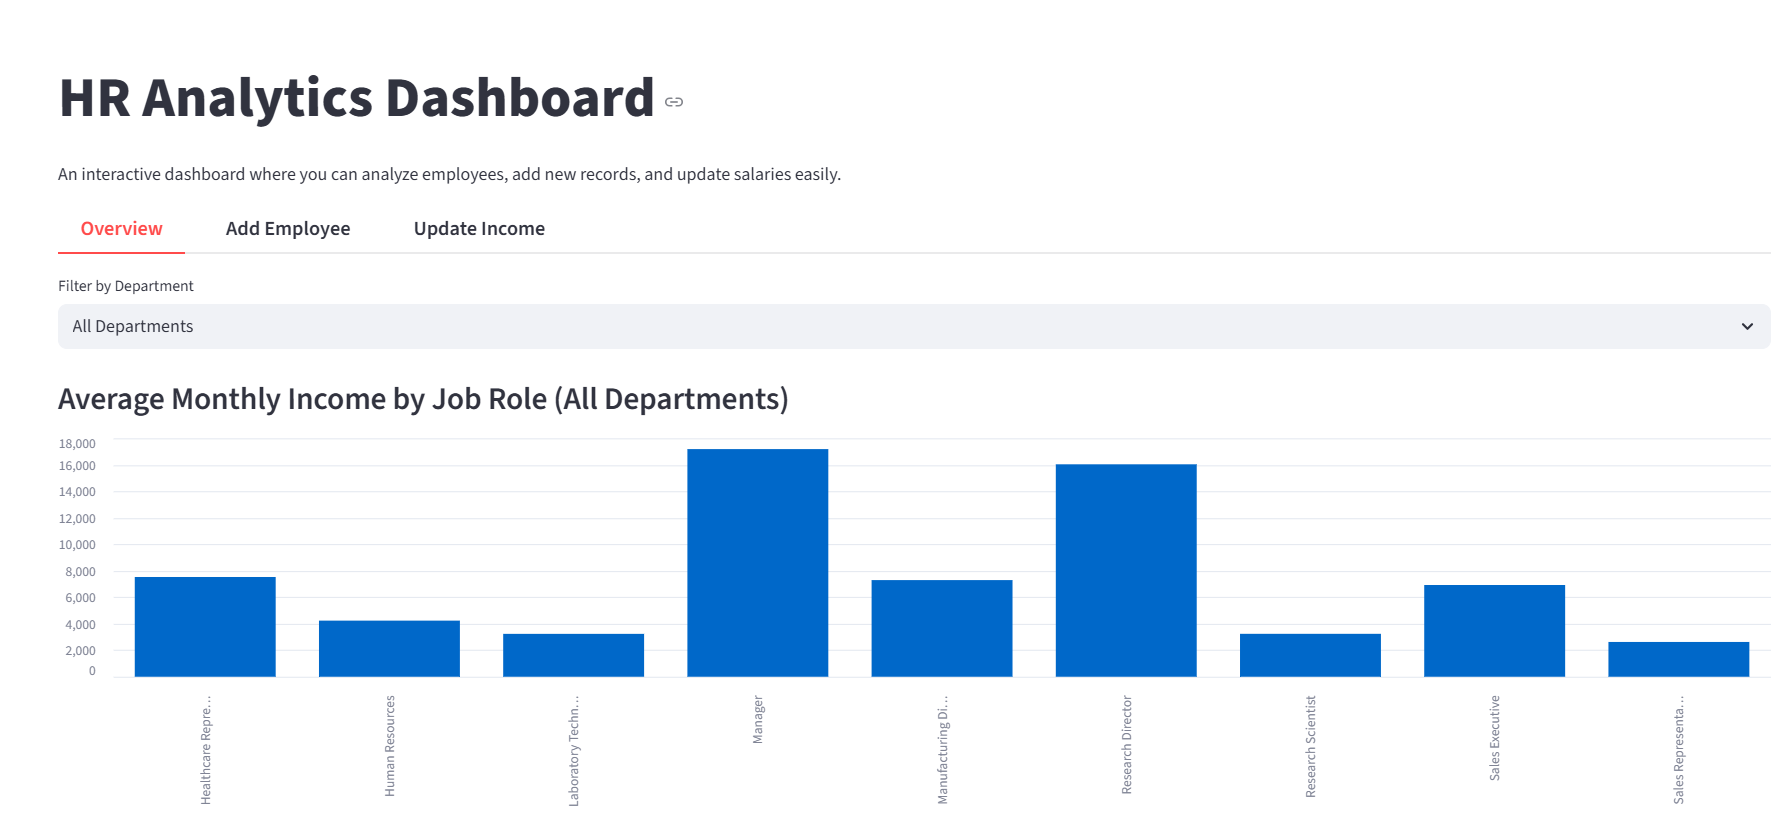 HR Analytics Dashboard
An interactive dashboard where you can analyze employees, add new records, and update salaries easily.
Overview Add Employee Update Income
Filter by Department
All Departments
Average Monthly Income by Job Role (All Departments)
18,000
16,000
14,000
12,000
10,000
8,000
6,000
4,000
2,000
0
Healthcare Repre…
Human Resources
Laboratory Techn…
Manager
Manufacturing Di…
Research Director
Research Scientist
Sales Executive
Sales Representa…